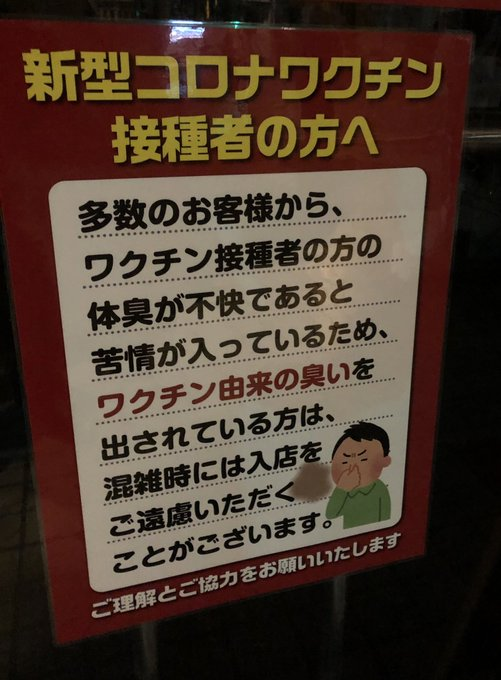 新型コロナワクチン
接種者の方へ
多数のお客様から、
ワクチン接種者の方の
体臭が不快であると
苦情が入っているため、
ワクチン由来の臭いを
出されている方は、
混雑時には入店を
ご遠慮いただく
ことがございます。
ご理解とご協力をお願いいたします